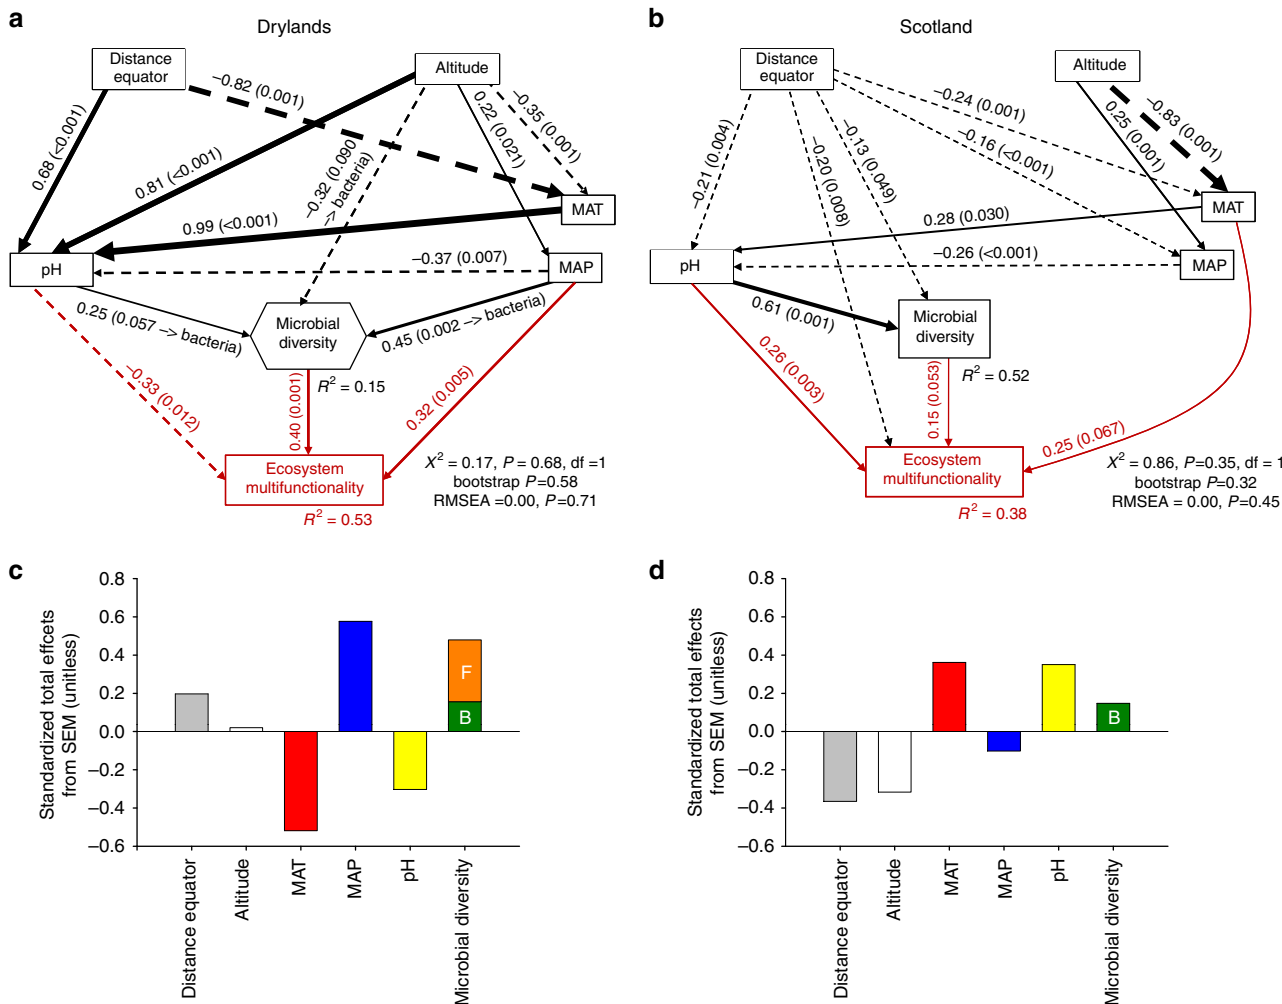 a
Drylands
Distance
equator
Altitude
−0.82 (0.001)
0.22 (0.021)
−0.35 (0.001)
0.68 (<0.001)
0.81 (<0.001)
−0.32 (0.090
−> bacteria)
MAT
0.99 (<0.001)
pH
−0.37 (0.007)
MAP
0.25 (0.057 −> bacteria)
Microbial
diversity
0.45 (0.002 −> bacteria)
R² = 0.15
−0.33 (0.012)
0.40 (0.001)
0.32 (0.005)
Ecosystem
multifunctionality
R² = 0.53
X² = 0.17, P = 0.68, df =1
bootstrap P=0.58
RMSEA =0.00, P=0.71
b
Scotland
Distance
equator
Altitude
−0.24 (0.001)
−0.16 (<0.001)
−0.83 (0.001)
0.25 (0.001)
−0.21 (0.004)
−0.20 (0.008)
−0.13 (0.049)
MAT
0.28 (0.030)
pH
−0.26 (<0.001)
MAP
0.61 (0.001)
Microbial
diversity
R² = 0.52
0.26 (0.003)
0.15 (0.053)
0.25 (0.067)
Ecosystem
multifunctionality
R² = 0.38
X² = 0.86, P=0.35, df = 1
bootstrap P=0.32
RMSEA = 0.00, P=0.45
c
Standardized total effcets
from SEM (unitless)
0.8
0.6
0.4
0.2
0.0
−0.2
−0.4
−0.6
F
B
Distance equator
Altitude
MAT
MAP
pH
Microbial diversity
d
Standardized total effects
from SEM (unitless)
0.8
0.6
0.4
0.2
0.0
−0.2
−0.4
−0.6
B
Distance equator
Altitude
MAT
MAP
pH
Microbial diversity